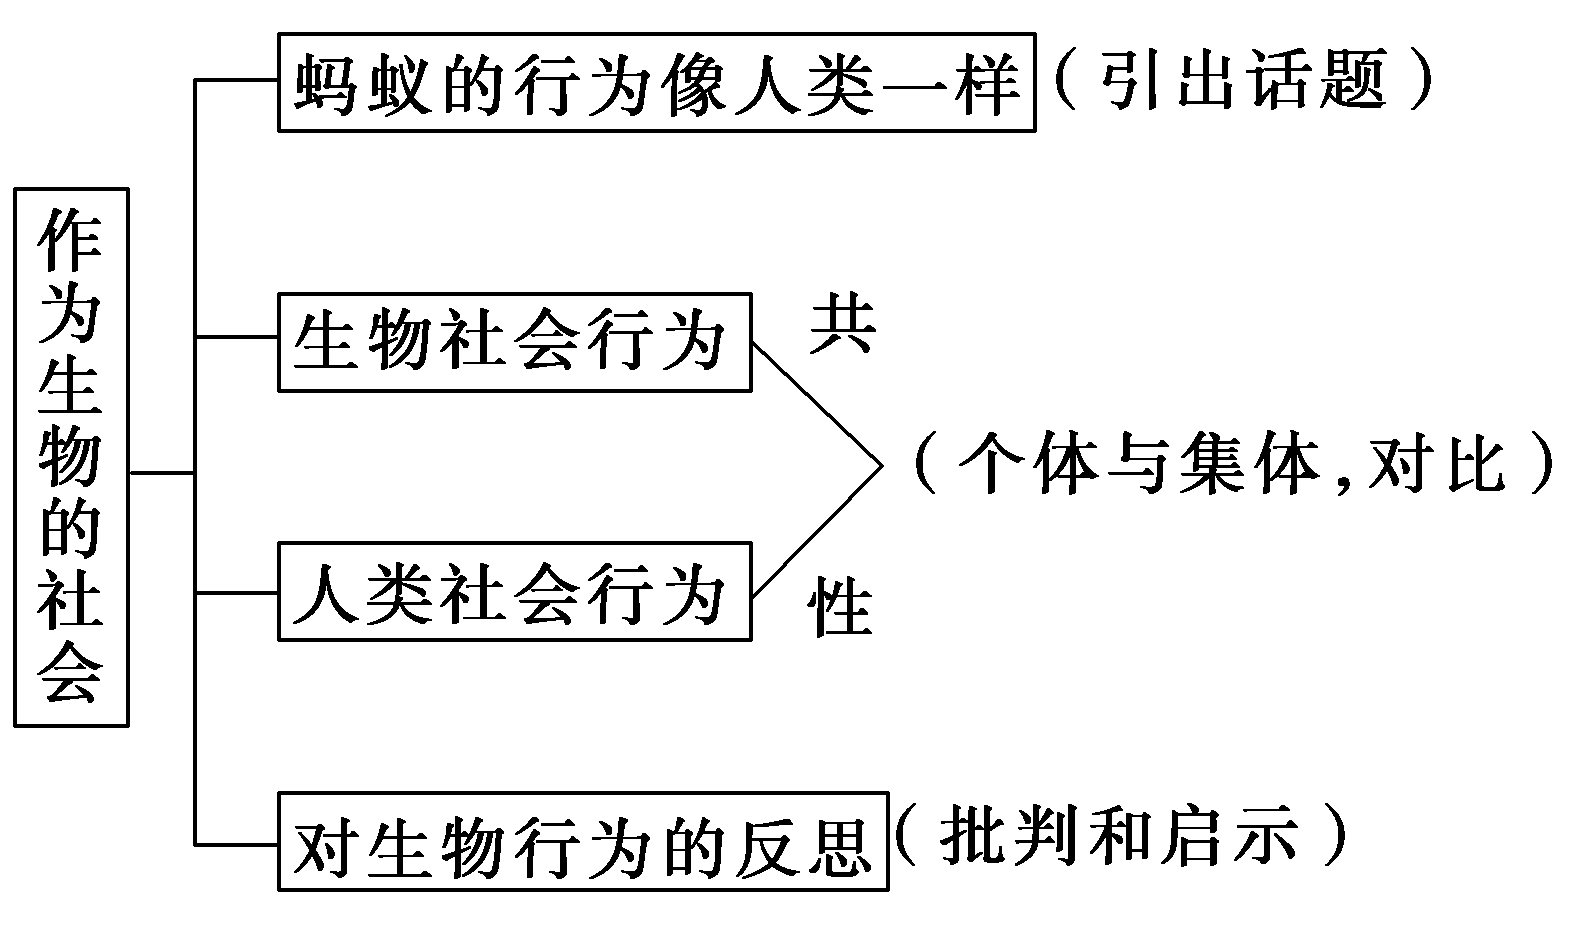 作为生物的社会
蚂蚁的行为像人类一样（引出话题）
生物社会行为
共
（个体与集体,对比）
人类社会行为
性
对生物行为的反思（批判和启示）